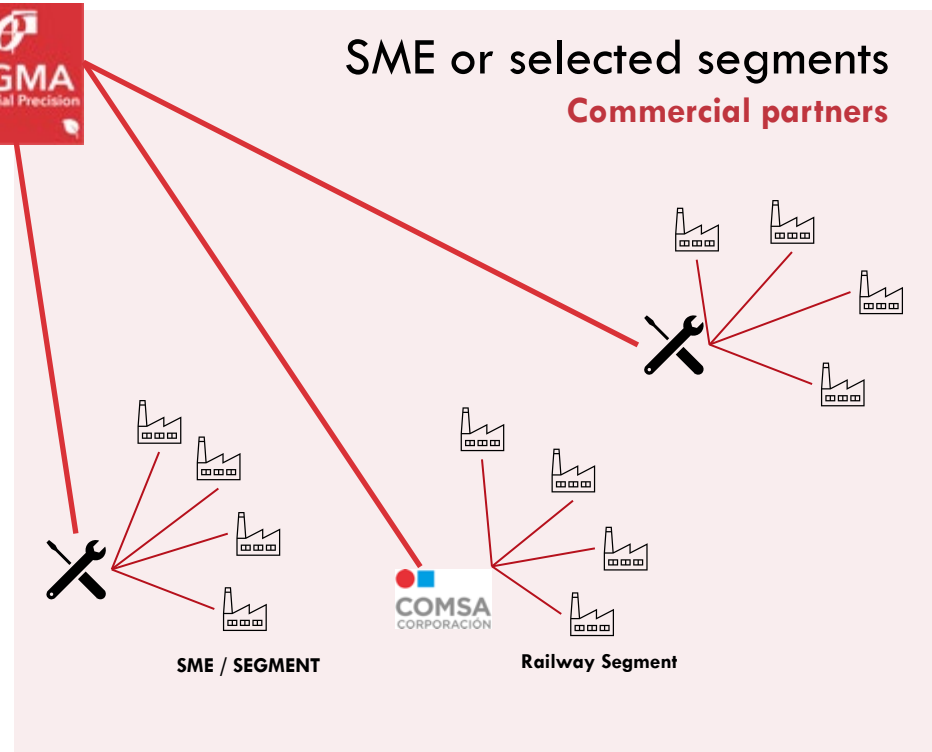 SME or selected segments
GMA
ial Precision
Commercial partners
COMSA
CORPORACIÓN
SME / SEGMENT
Railway Segment